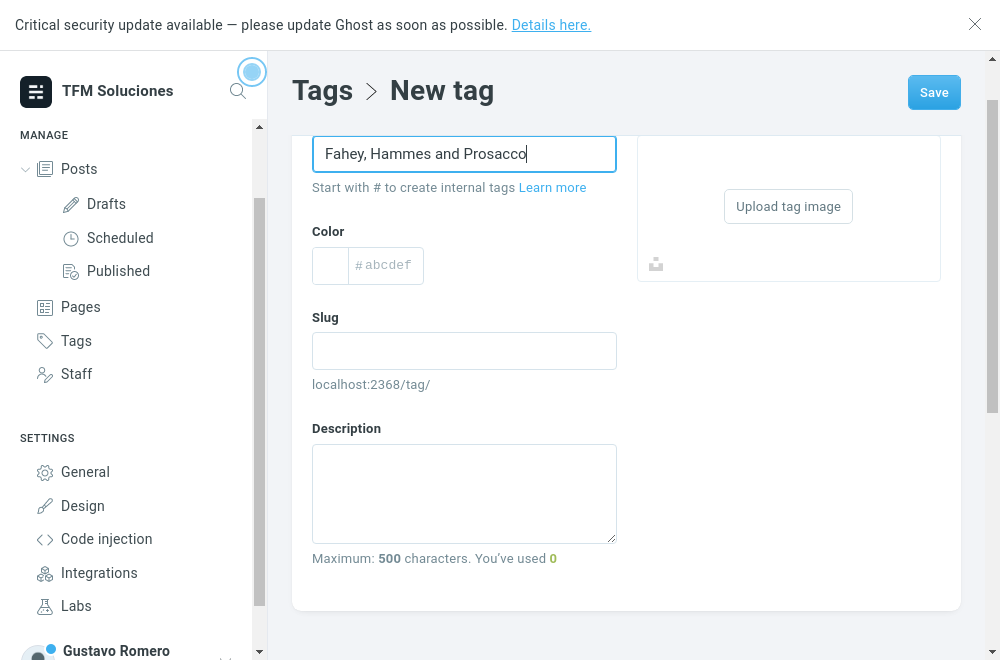 Critical security update available — please update Ghost as soon as possible. Details here.
TFM Soluciones
MANAGE
Posts
Drafts
Scheduled
Published
Pages
Tags
Staff
SETTINGS
General
Design
Code injection
Integrations
Labs
Gustavo Romero
Tags > New tag
Save
Fahey, Hammes and Prosacco
Start with # to create internal tags Learn more
Color
# abcdef
Slug
localhost:2368/tag/
Description
Maximum: 500 characters. You've used 0
Upload tag image